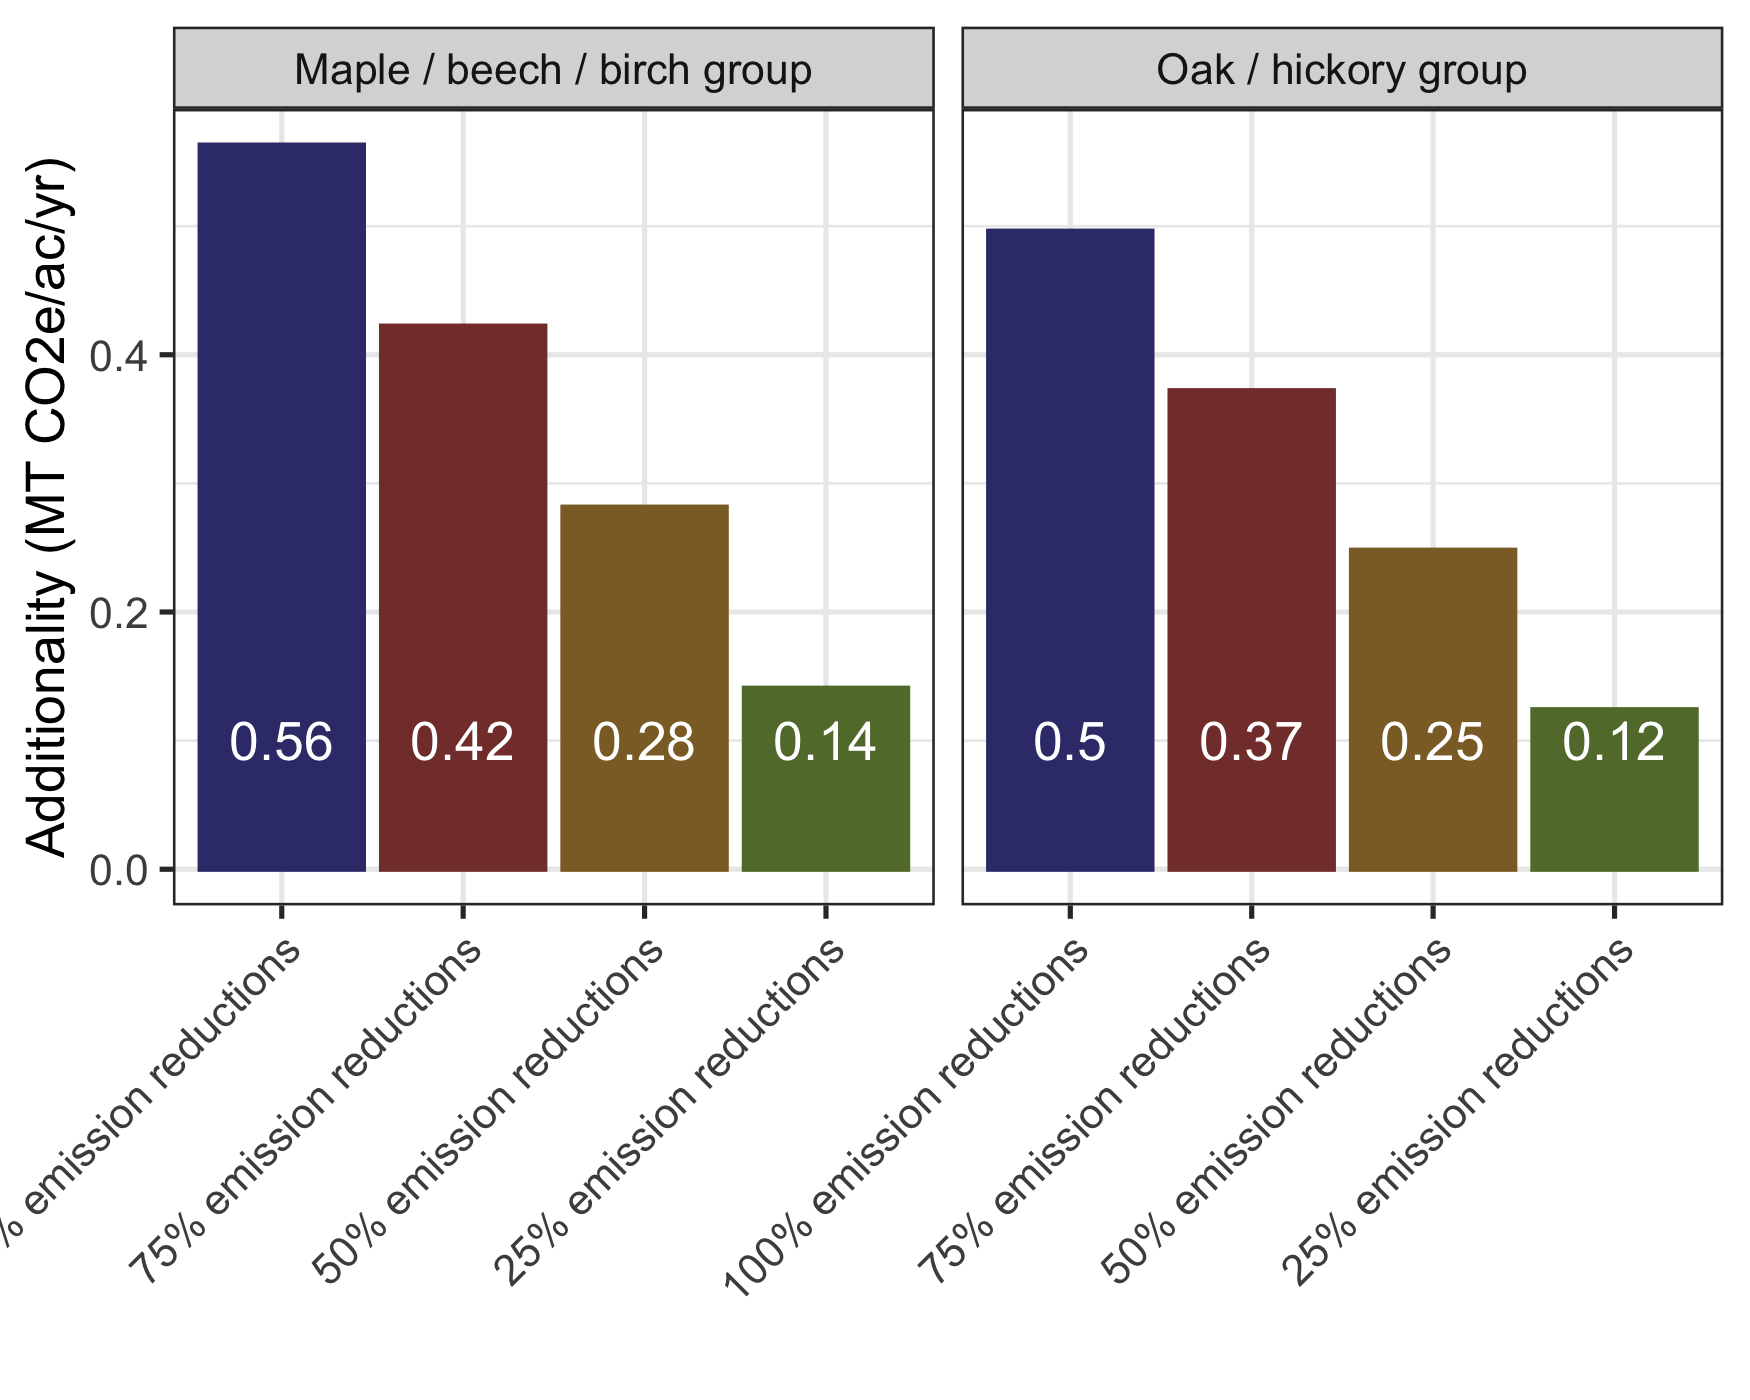 Maple / beech / birch group
Oak / hickory group
Additionality (MT CO2e/ac/yr)
0.4
0.2
0.0
0.56
0.42
0.28
0.14
0.5
0.37
0.25
0.12
% emission reductions
75% emission reductions
50% emission reductions
25% emission reductions
100% emission reductions
75% emission reductions
50% emission reductions
25% emission reductions